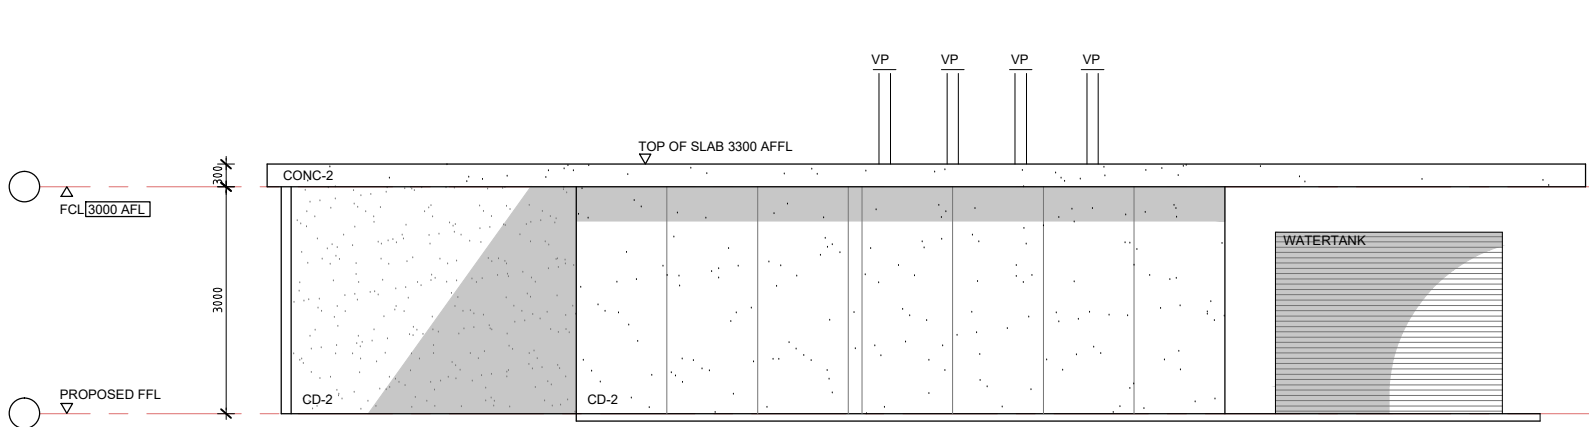 VP VP VP VP
TOP OF SLAB 3300 AFFL
300
CONC-2
FCL 3000 AFL
WATERTANK
3000
PROPOSED FFL
CD-2
CD-2